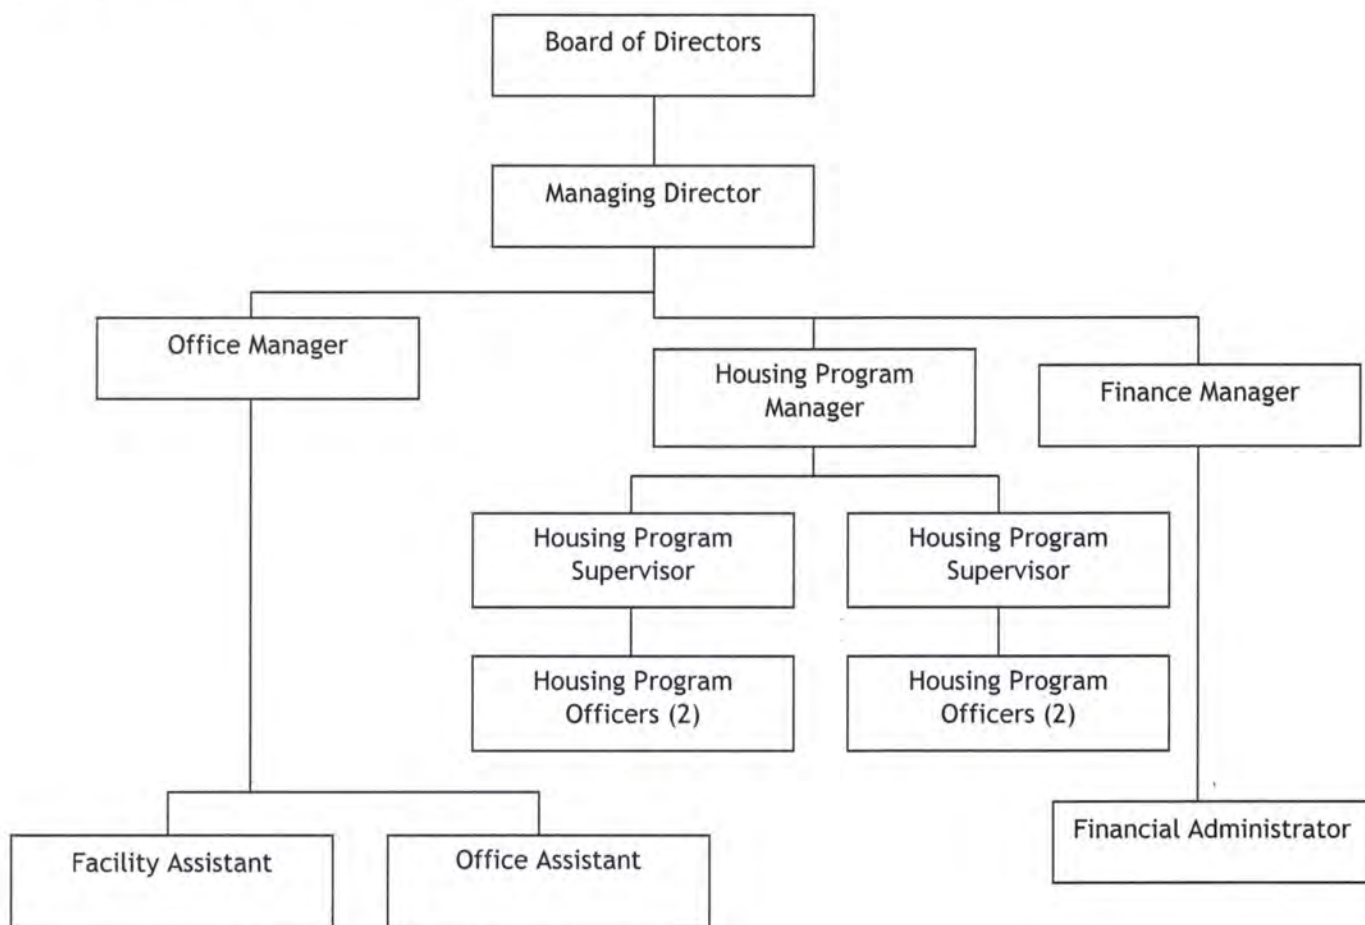 Board of Directors
Managing Director
Office Manager
Housing Program
Manager
Finance Manager
Housing Program
Supervisor
Housing Program
Supervisor
Housing Program
Officers (2)
Housing Program
Officers (2)
Financial Administrator
Facility Assistant
Office Assistant